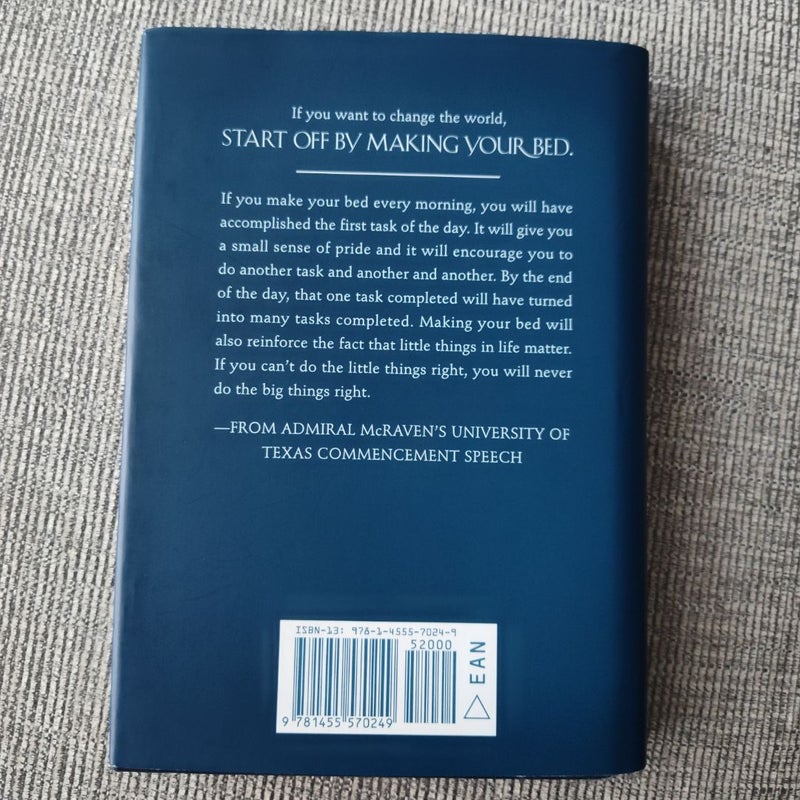 If you want to change the world,
START OFF BY MAKING YOUR BED.
If you make your bed every morning, you will have
accomplished the first task of the day. It will give you
a small sense of pride and it will encourage you to
do another task and another and another. By the end
of the day, that one task completed will have turned
into many tasks completed. Making your bed will
also reinforce the fact that little things in life matter.
If you can't do the little things right, you will never
do the big things right.
—FROM ADMIRAL McRAVEN'S UNIVERSITY OF
TEXAS COMMENCEMENT SPEECH
ISBN-13: 978-1-4555-7024-9
52000
EAN
9 781455 570249